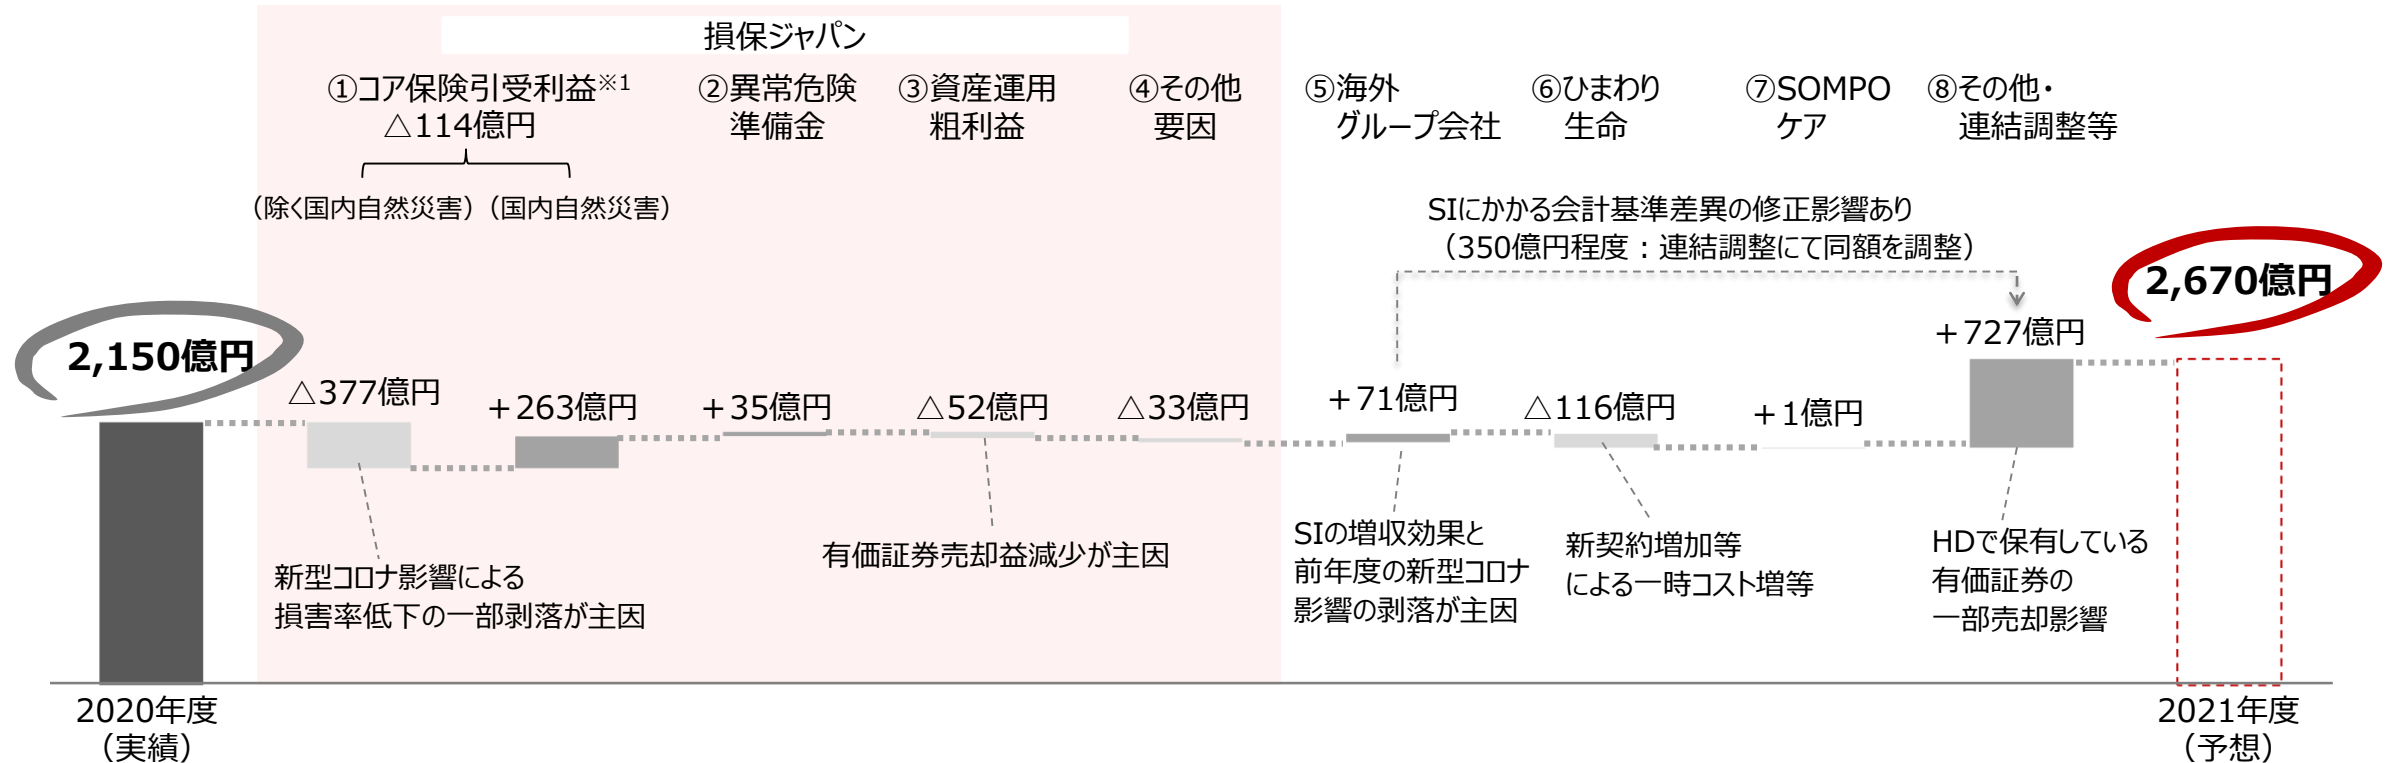 損保ジャパン
①コア保険引受利益※1
△114億円
②異常危険
準備金
③資産運用
粗利益
④その他
要因
⑤海外
グループ会社
⑥ひまわり
生命
⑦SOMPO
ケア
⑧その他・
連結調整等
（除く国内自然災害）（国内自然災害）
SIにかかる会計基準差異の修正影響あり
（350億円程度：連結調整にて同額を調整）
2,150億円
△377億円
＋263億円
＋35億円
△52億円
△33億円
＋71億円
△116億円
＋1億円
＋727億円
2,670億円
新型コロナ影響による
損害率低下の一部剥落が主因
有価証券売却益減少が主因
SIの増収効果と
前年度の新型コロナ
影響の剥落が主因
新契約増加等
による一時コスト増等
HDで保有している
有価証券の
一部売却影響
2020年度
（実績）
2021年度
（予想）